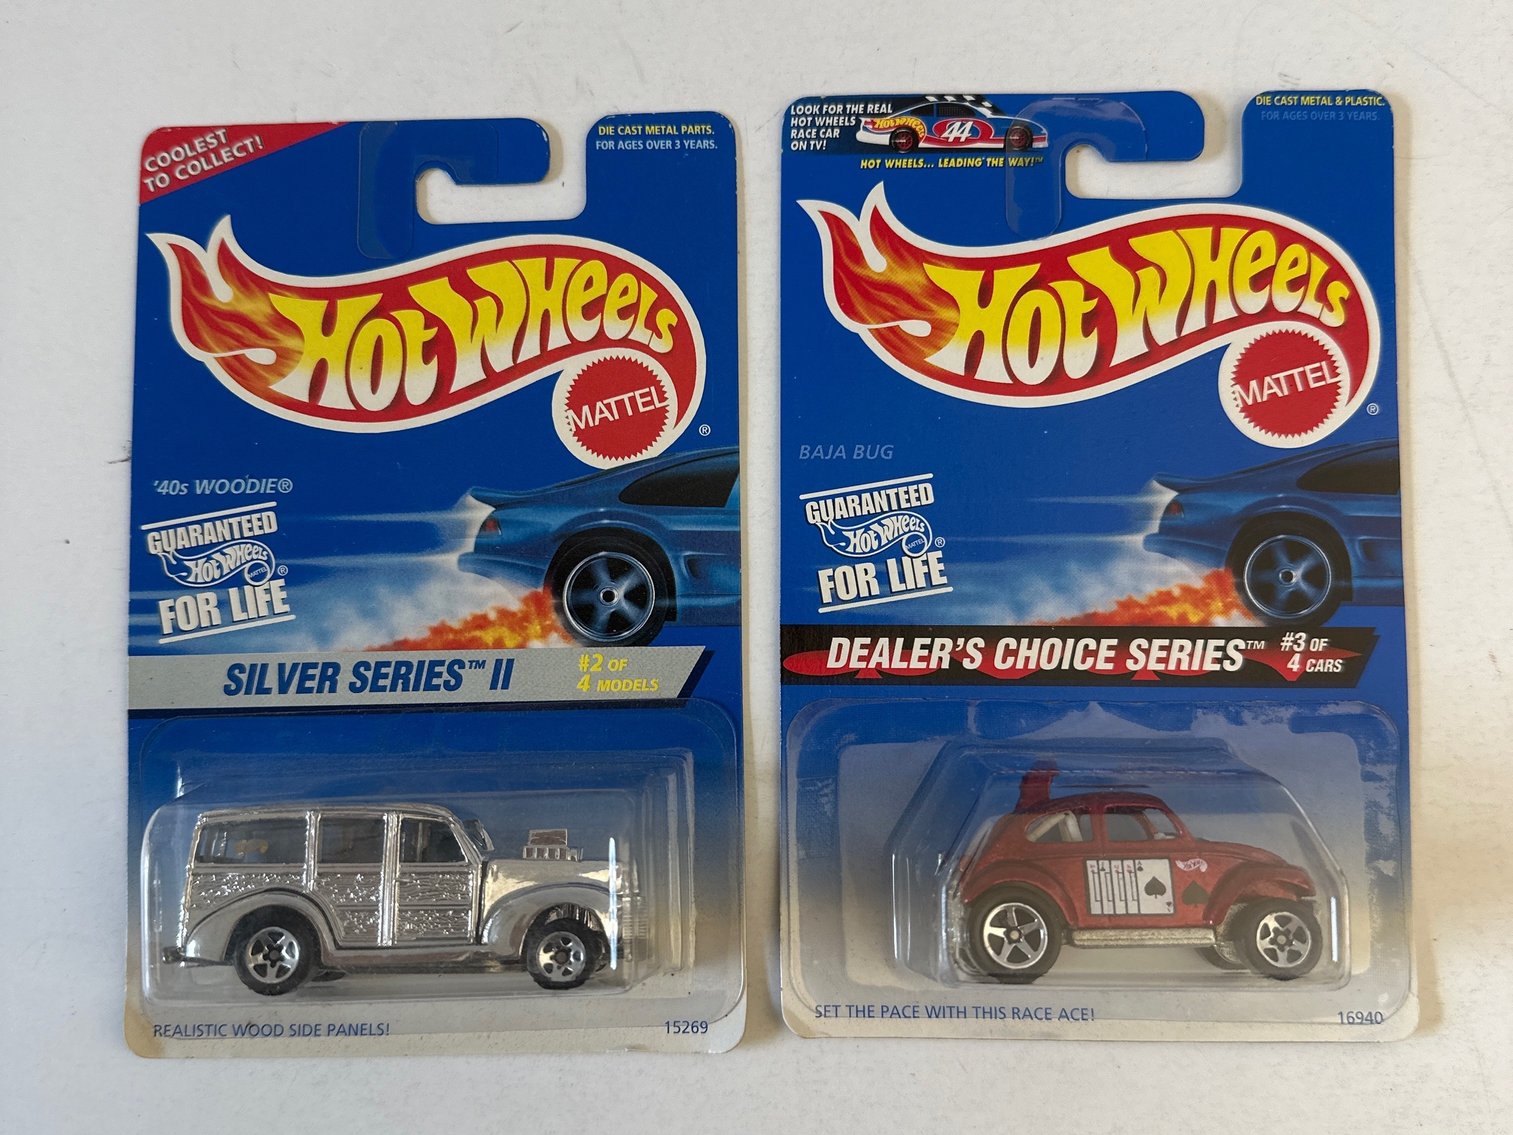 COOLEST
TO COLLECT!
DIE CAST METAL PARTS.
FOR AGES OVER 3 YEARS.
HOT WHEELS
MATTEL
®
'40s WOODIE®
GUARANTEED
HOT WHEELS
MATTEL
®
FOR LIFE
SILVER SERIES™ II
#2 OF
4 MODELS
REALISTIC WOOD SIDE PANELS!
15269
LOOK FOR THE REAL
HOT WHEELS
RACE CAR
ON TV!
HOT WHEELS
44
HOT WHEELS... LEADING THE WAY!™
DIE CAST METAL & PLASTIC.
FOR AGES OVER 3 YEARS.
HOT WHEELS
MATTEL
®
BAJA BUG
GUARANTEED
HOT WHEELS
MATTEL
®
FOR LIFE
DEALER'S CHOICE SERIES™
#3 OF
4 CARS
SET THE PACE WITH THIS RACE ACE!
16940